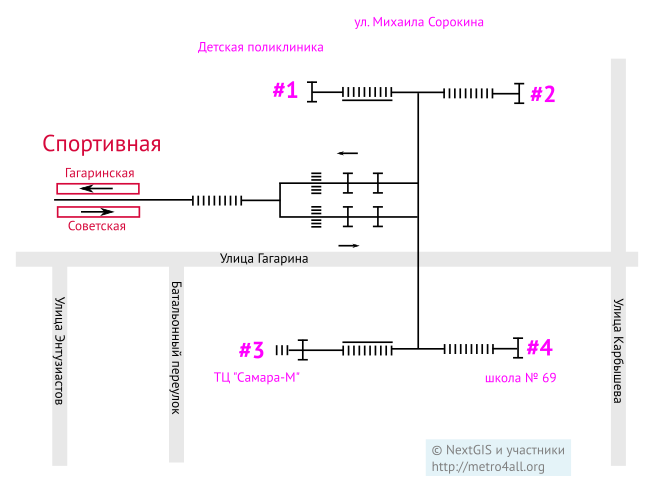 ул. Михаила Сорокина
Детская поликлиника
#1
#2
Спортивная
Гагаринская
Советская
Улица Гагарина
Улица Энтузиастов
Батальонный переулок
Улица Карбышева
#3
#4
ТЦ "Самара-М"
школа № 69
© NextGIS и участники
http://metro4all.org